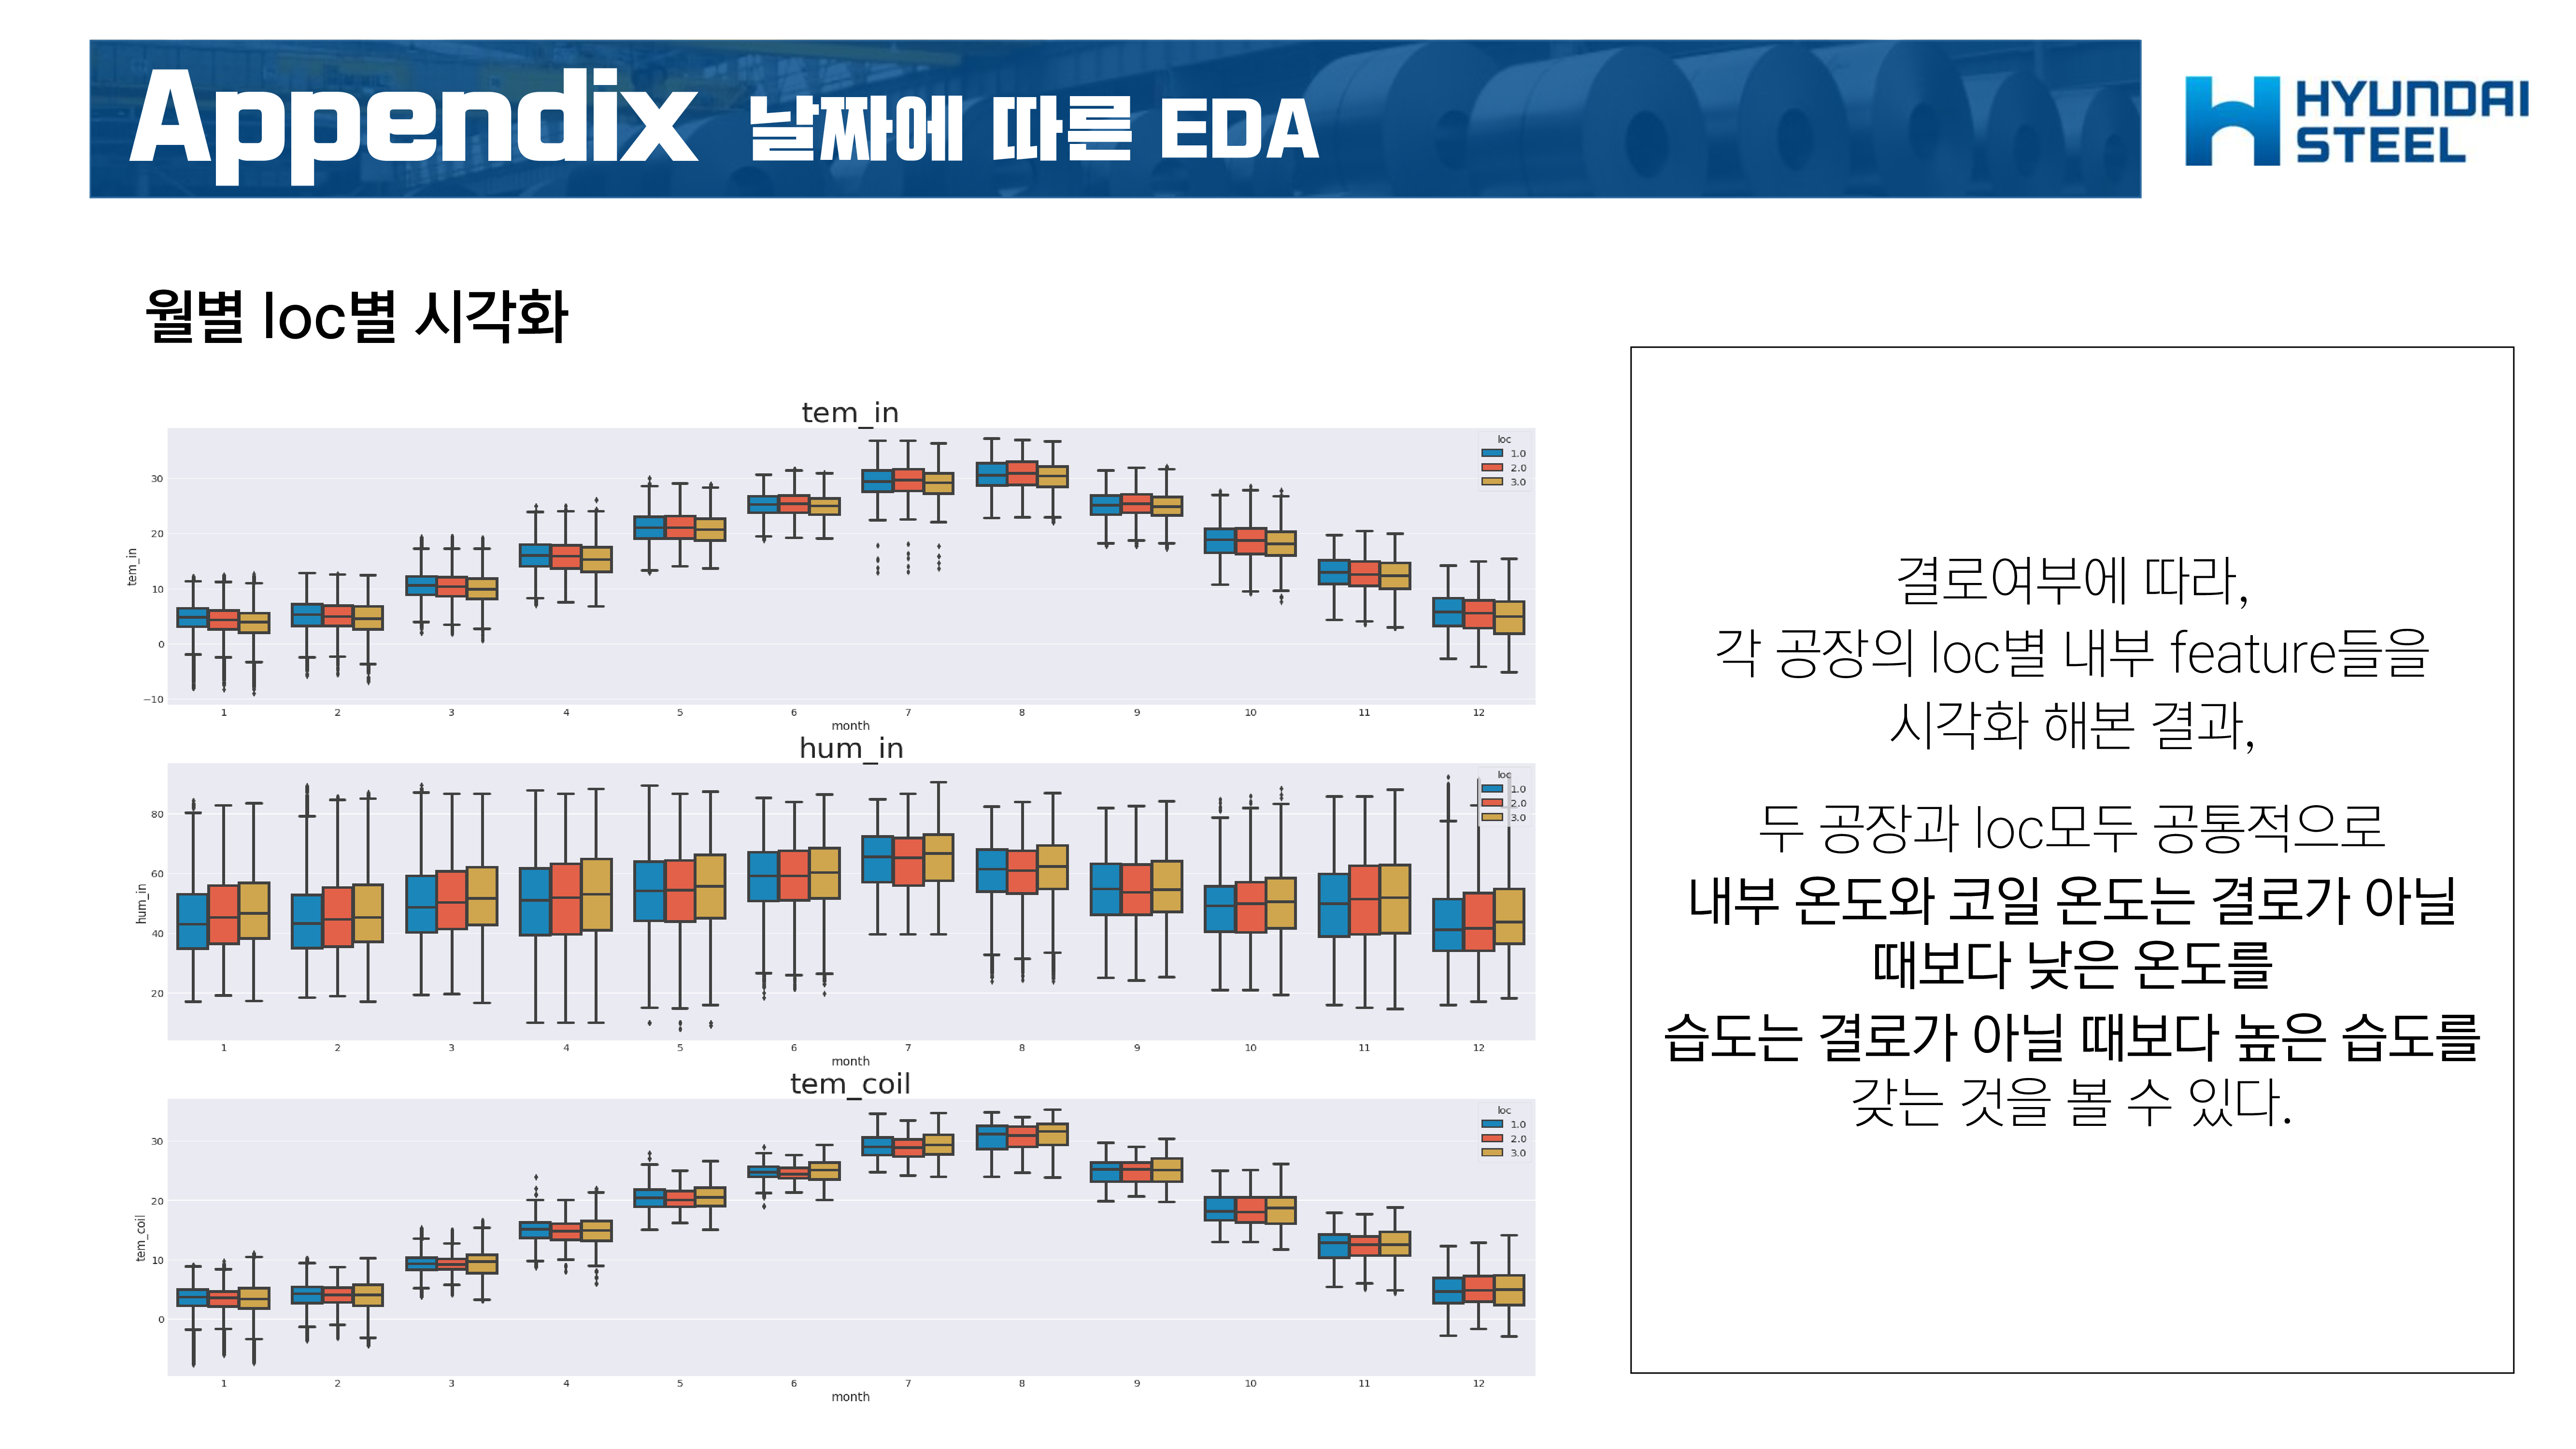 Appendix 날짜에 따른 EDA
HYUNDAI
STEEL
월별 loc별 시각화
tem_in
loc
1.0
2.0
3.0
30
20
10
0
−10
tem_in
1 2 3 4 5 6 7 8 9 10 11 12
month
hum_in
loc
1.0
2.0
3.0
80
60
40
20
hum_in
1 2 3 4 5 6 7 8 9 10 11 12
month
tem_coil
loc
1.0
2.0
3.0
30
20
10
0
tem_coil
1 2 3 4 5 6 7 8 9 10 11 12
month
결로여부에 따라,
각 공장의 loc별 내부 feature들을
시각화 해본 결과,
두 공장과 loc모두 공통적으로
내부 온도와 코일 온도는 결로가 아닐
때보다 낮은 온도를
습도는 결로가 아닐 때보다 높은 습도를
갖는 것을 볼 수 있다.